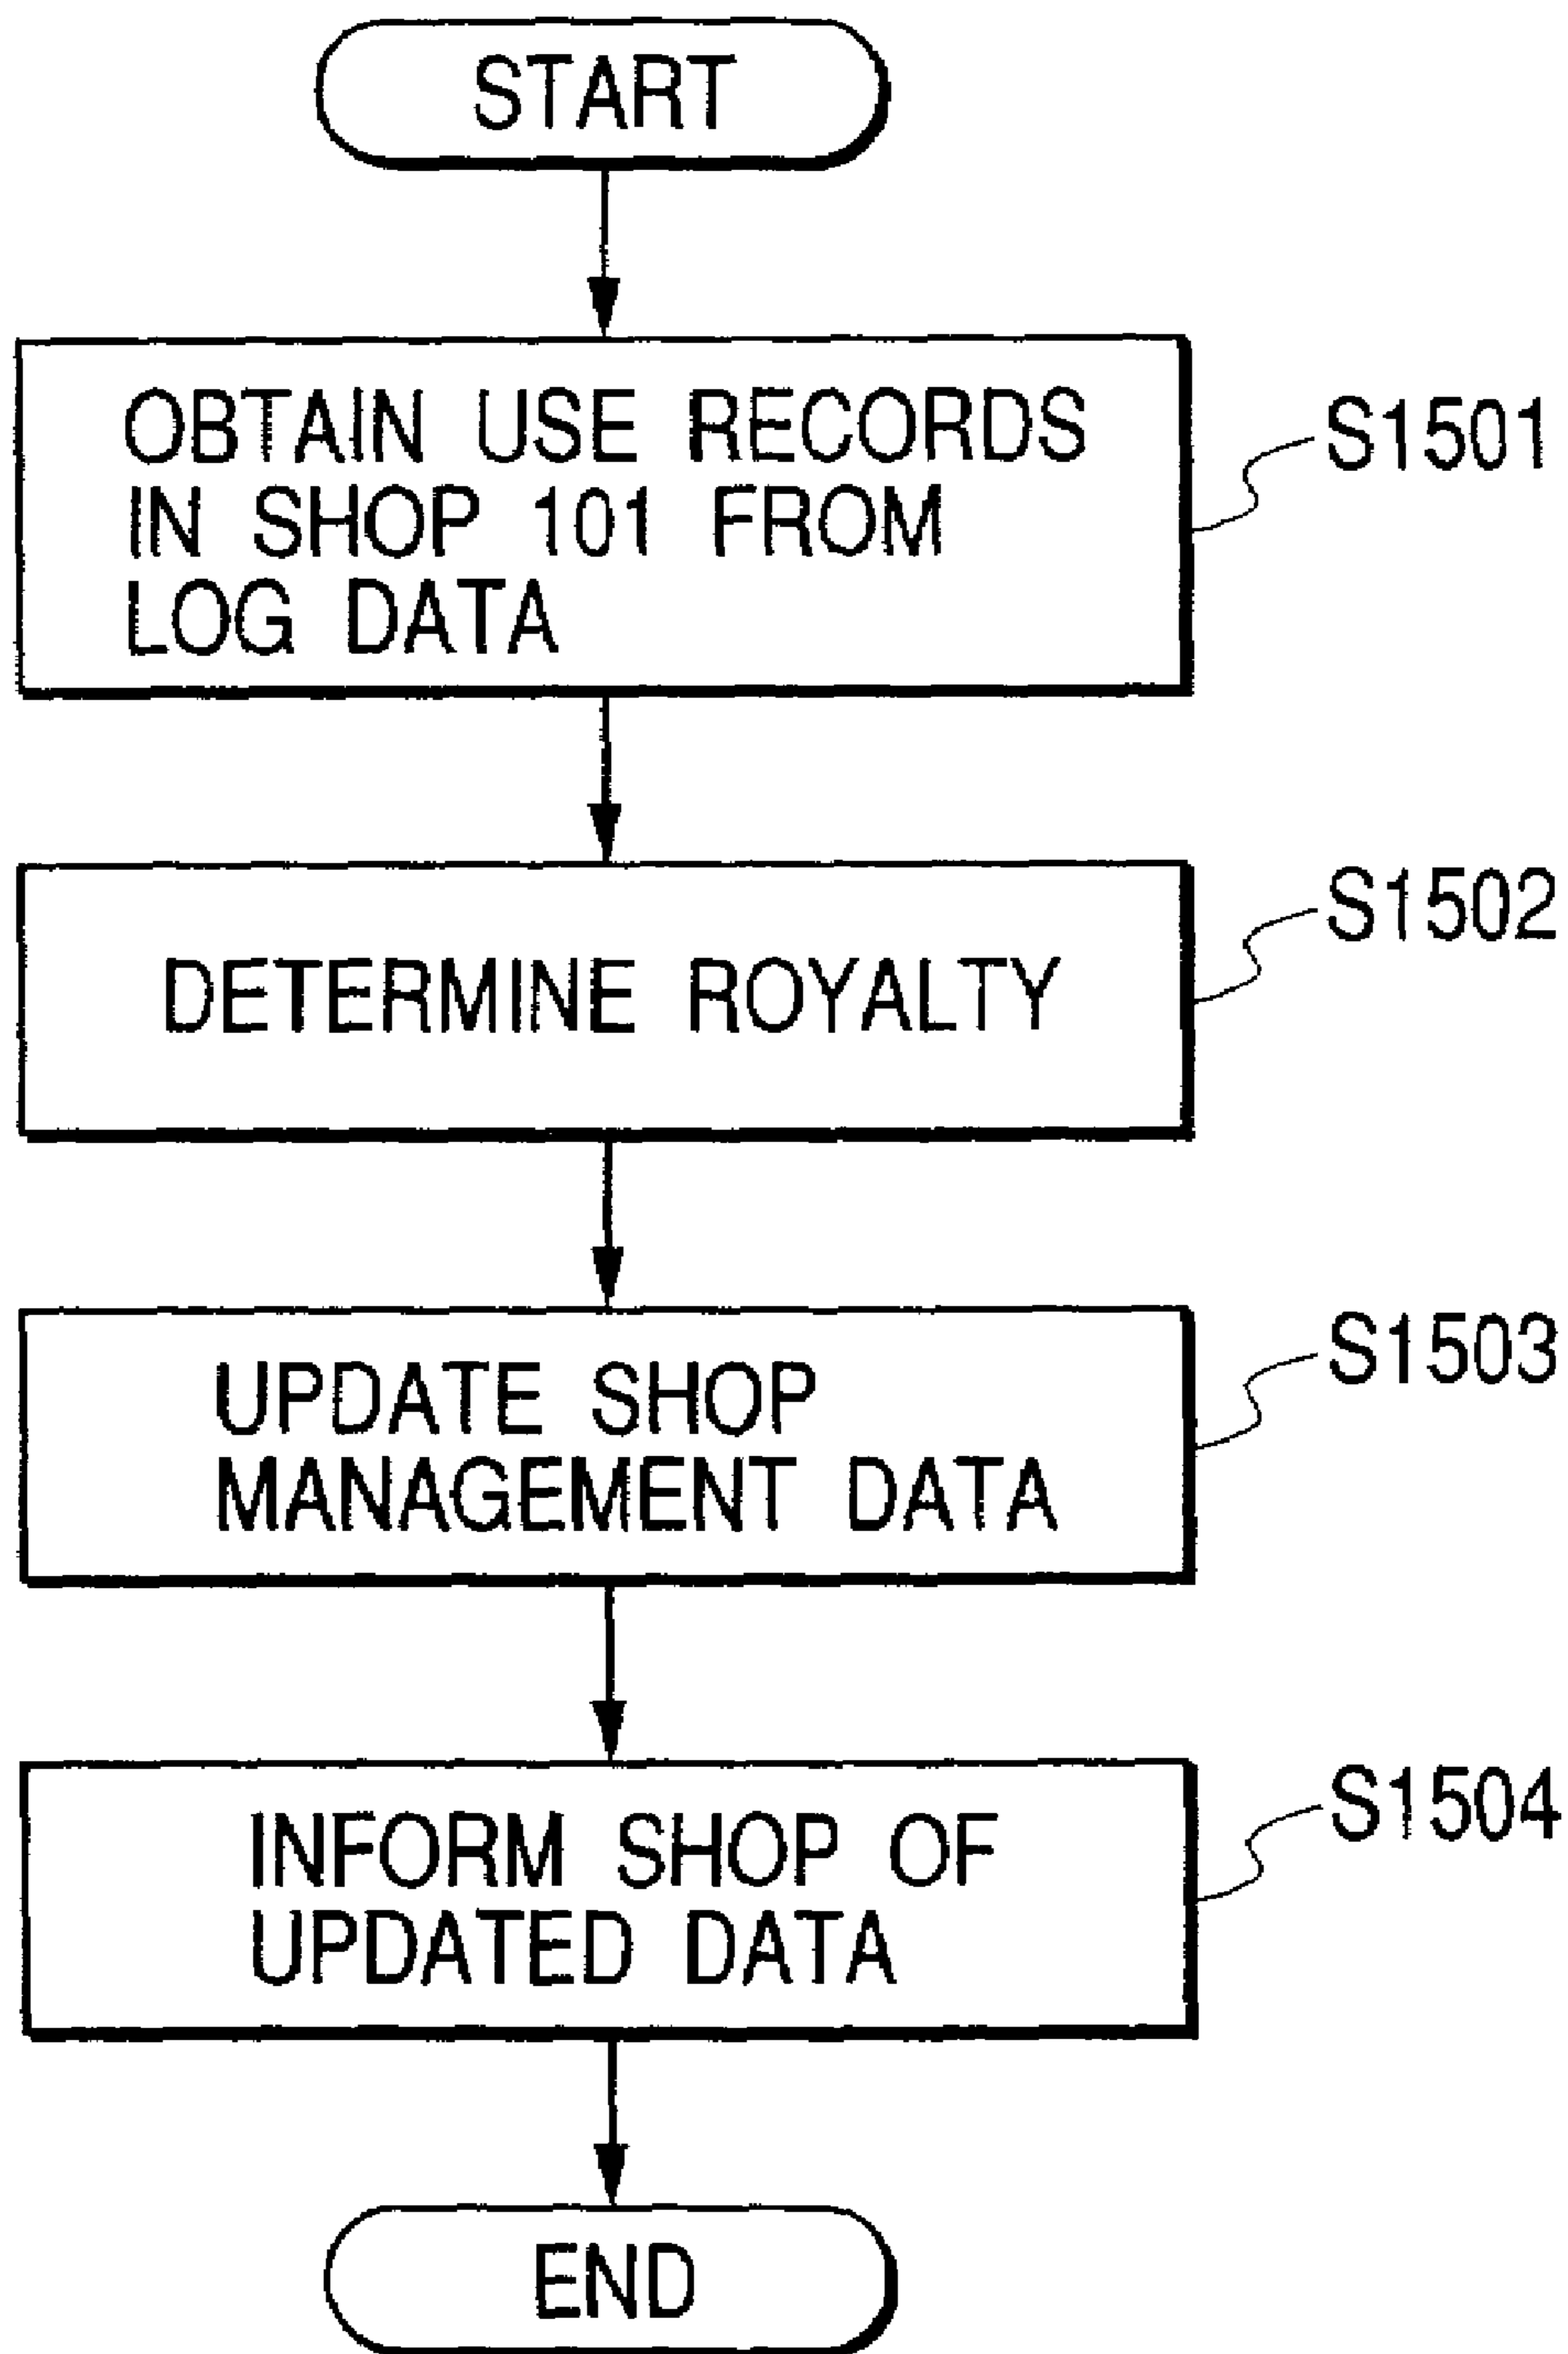 START
OBTAIN USE RECORDS
IN SHOP 101 FROM
LOG DATA
S1501
DETERMINE ROYALTY
S1502
UPDATE SHOP
MANAGEMENT DATA
S1503
INFORM SHOP OF
UPDATED DATA
S1504
END